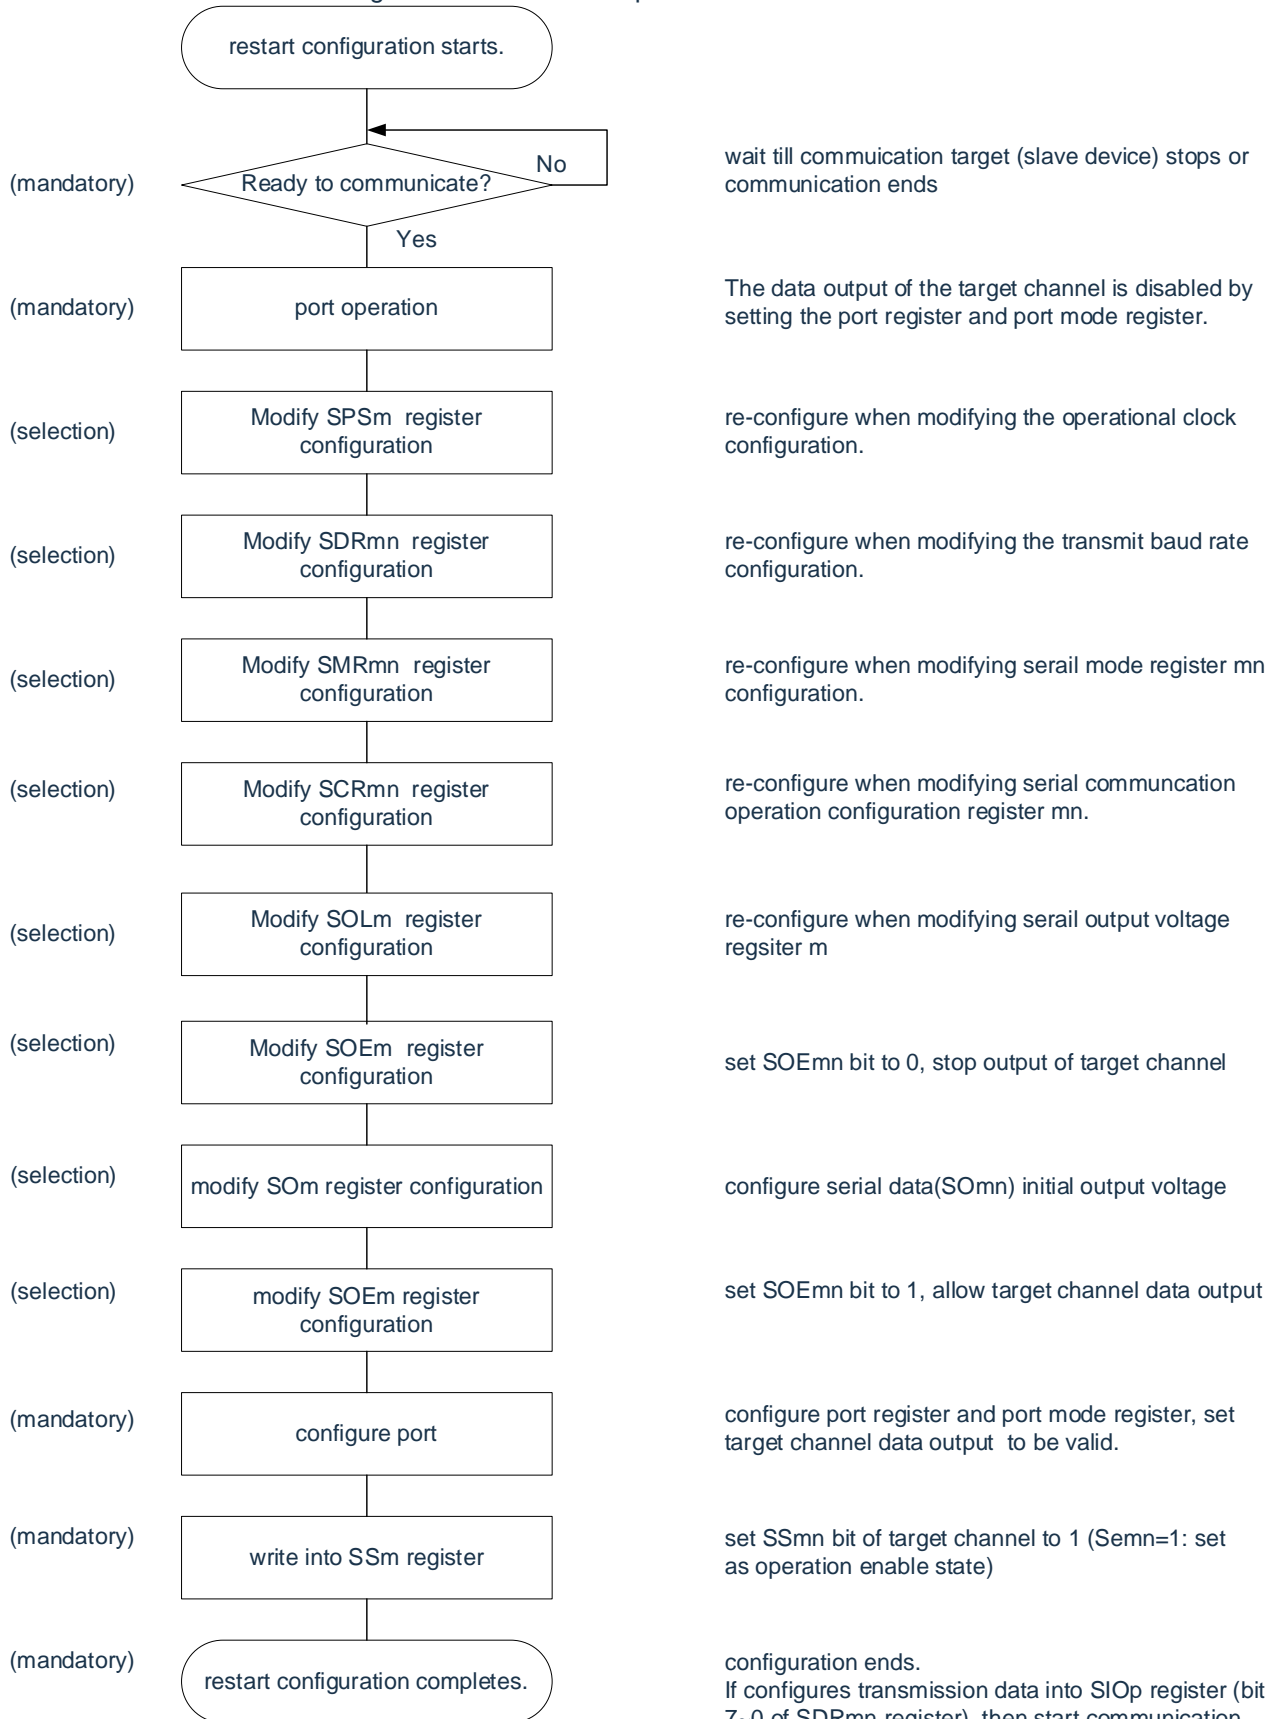 restart configuration starts.
No
wait till commuication target (slave device) stops or
communication ends
(mandatory)
Ready to communicate?
Yes
(mandatory)
port operation
The data output of the target channel is disabled by
setting the port register and port mode register.
(selection)
Modify SPSm register
configuration
re-configure when modifying the operational clock
configuration.
(selection)
Modify SDRmn register
configuration
re-configure when modifying the transmit baud rate
configuration.
(selection)
Modify SMRmn register
configuration
re-configure when modifying serail mode register mn
configuration.
(selection)
Modify SCRmn register
configuration
re-configure when modifying serial communcation
operation configuration register mn.
(selection)
Modify SOLm register
configuration
re-configure when modifying serail output voltage
regsiter m
(selection)
Modify SOEm register
configuration
set SOEmn bit to 0, stop output of target channel
(selection)
modify SOm register configuration
configure serial data(SOmn) initial output voltage
(selection)
modify SOEm register
configuration
set SOEmn bit to 1, allow target channel data output
(mandatory)
configure port
configure port register and port mode register, set
target channel data output to be valid.
(mandatory)
write into SSm register
set SSmn bit of target channel to 1 (Semn=1: set
as operation enable state)
(mandatory)
restart configuration completes.
configuration ends.
If configures transmission data into SIOp register (bit
7~0 of SDRmn register), then start communication